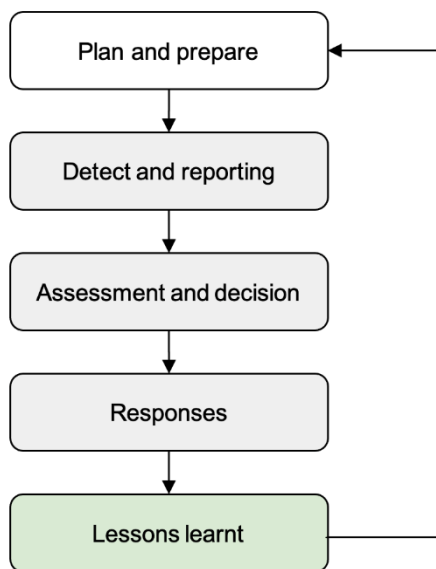 Plan and prepare
Detect and reporting
Assessment and decision
Responses
Lessons learnt